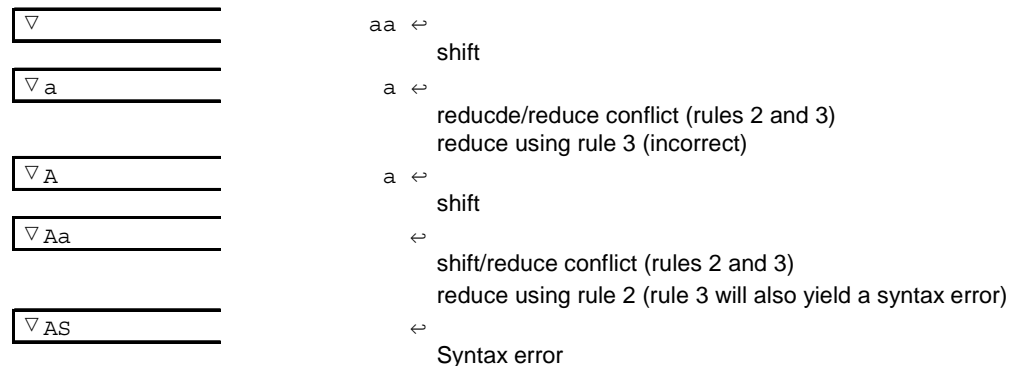 ▽ aa ↩
shift
▽ a a ↩
reducde/reduce conflict (rules 2 and 3)
reduce using rule 3 (incorrect)
▽ A a ↩
shift
▽ Aa ↩
shift/reduce conflict (rules 2 and 3)
reduce using rule 2 (rule 3 will also yield a syntax error)
▽ AS ↩
Syntax error